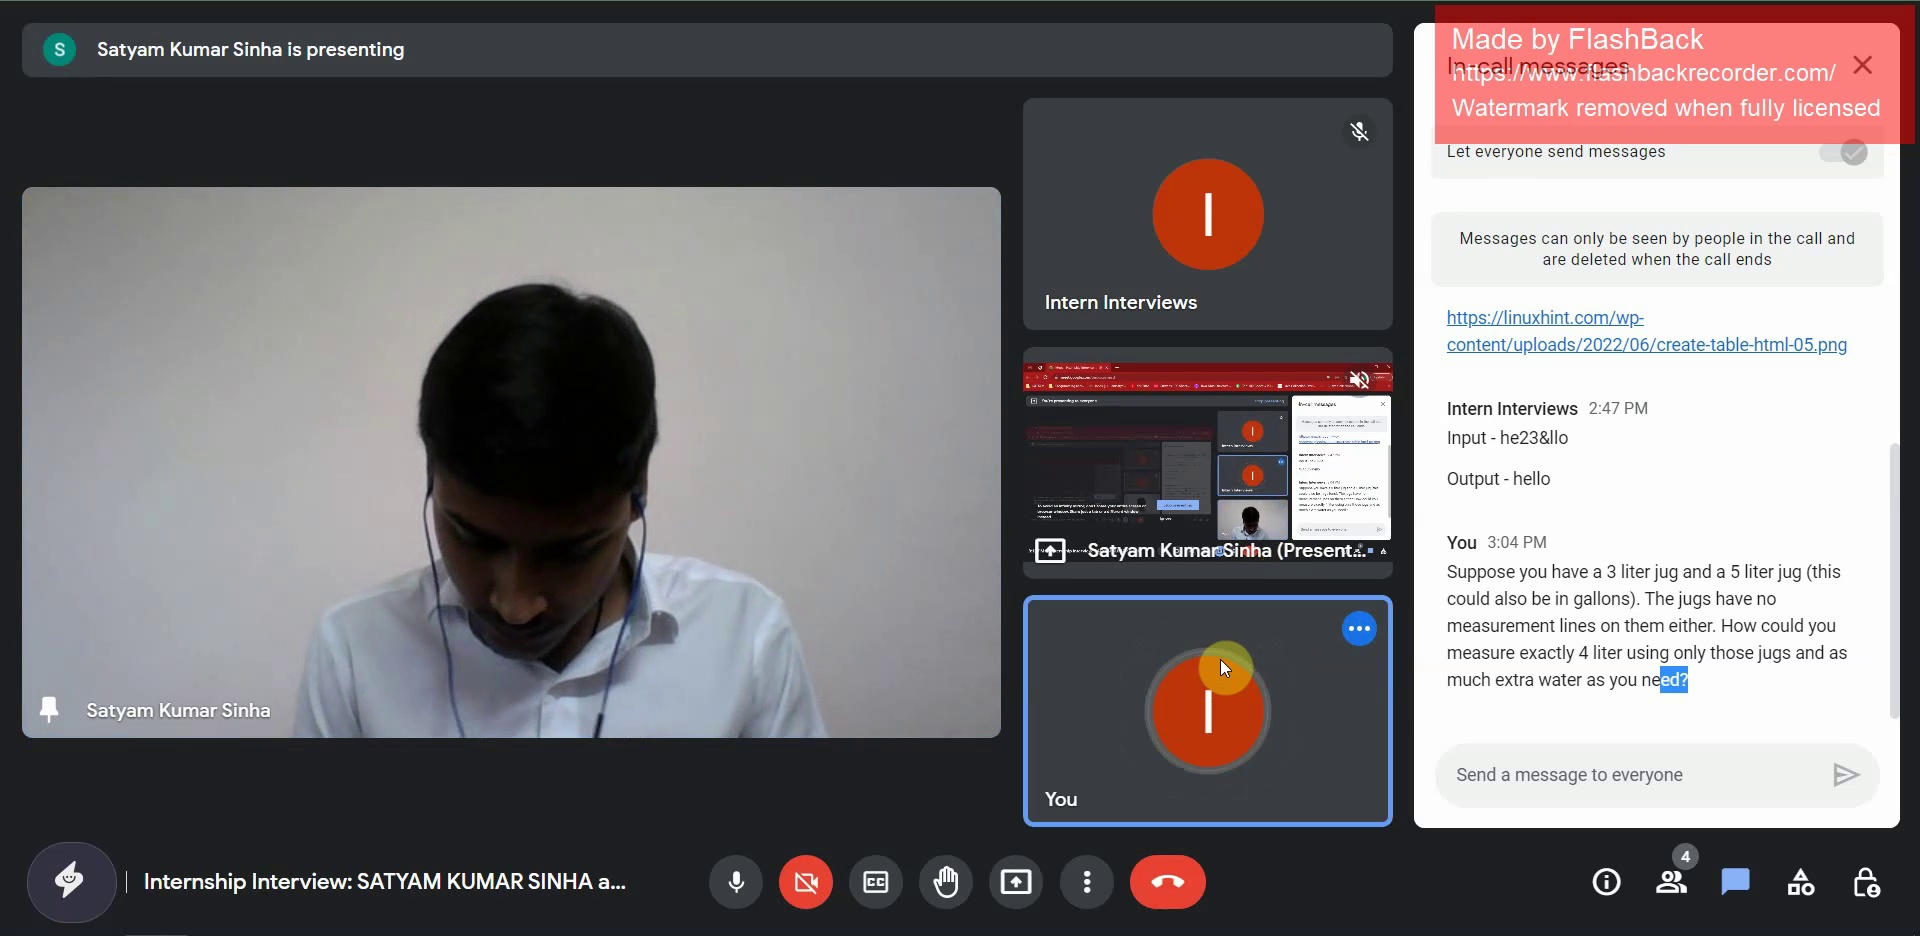 S
Satyam Kumar Sinha is presenting
Satyam Kumar Sinha
I
Intern Interviews
Satyam Kumar Sinha (Present...
I
You
Made by FlashBack
In-call messages
https://www.flashbackrecorder.com/
Watermark removed when fully licensed
Let everyone send messages
Messages can only be seen by people in the call and
are deleted when the call ends
https://linuxhint.com/wp-
content/uploads/2022/06/create-table-html-05.png
Intern Interviews 2:47 PM
Input - he23&llo
Output - hello
You 3:04 PM
Suppose you have a 3 liter jug and a 5 liter jug (this
could also be in gallons). The jugs have no
measurement lines on them either. How could you
measure exactly 4 liter using only those jugs and as
much extra water as you need?
Send a message to everyone
Internship Interview: SATYAM KUMAR SINHA a...
CC
4